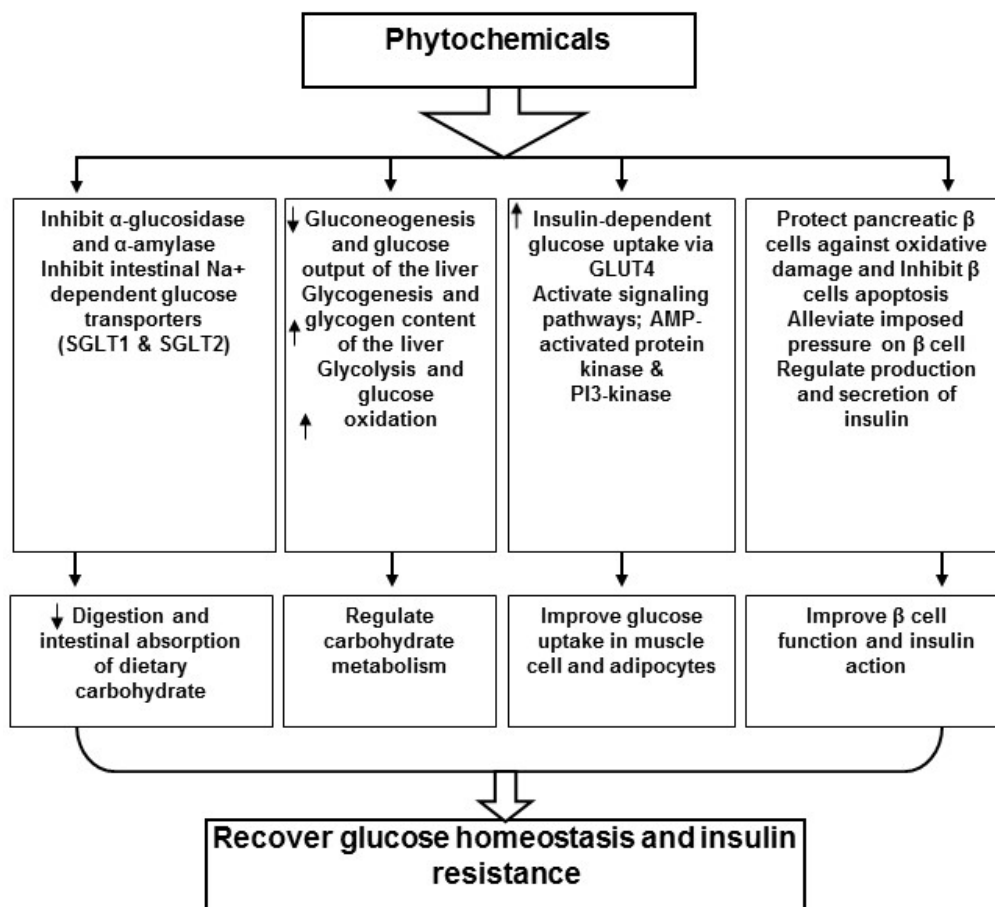 Phytochemicals
Inhibit α-glucosidase
and α-amylase
Inhibit intestinal Na+
dependent glucose
transporters
(SGLT1 & SGLT2)
↓ Gluconeogenesis
and glucose
output of the liver
Glycogenesis and
↑ glycogen content
of the liver
Glycolysis and
glucose
↑ oxidation
↑ Insulin-dependent
glucose uptake via
GLUT4
Activate signaling
pathways; AMP-
activated protein
kinase &
PI3-kinase
Protect pancreatic β
cells against oxidative
damage and Inhibit β
cells apoptosis
Alleviate imposed
pressure on β cell
Regulate production
and secretion of
insulin
↓ Digestion and
intestinal absorption
of dietary
carbohydrate
Regulate
carbohydrate
metabolism
Improve glucose
uptake in muscle
cell and adipocytes
Improve β cell
function and insulin
action
Recover glucose homeostasis and insulin
resistance